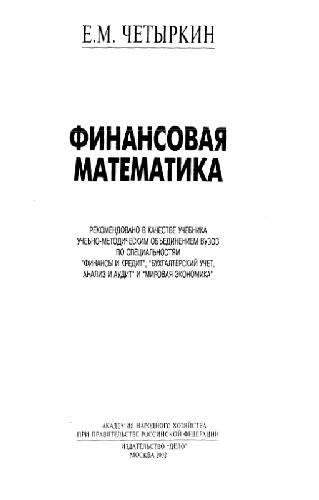 Е.М. ЧЕТЫРКИН
ФИНАНСОВАЯ
МАТЕМАТИКА
РЕКОМЕНДОВАНО В КАЧЕСТВЕ УЧЕБНИКА
УЧЕБНО-МЕТОДИЧЕСКИМ ОБЪЕДИНЕНИЕМ ВУЗОВ
ПО СПЕЦИАЛЬНОСТЯМ
"ФИНАНСЫ И КРЕДИТ", "БУХГАЛТЕРСКИЙ УЧЕТ,
АНАЛИЗ И АУДИТ" И "МИРОВАЯ ЭКОНОМИКА"
АКАДЕМИЯ НАРОДНОГО ХОЗЯЙСТВА
ПРИ ПРАВИТЕЛЬСТВЕ РОССИЙСКОЙ ФЕДЕРАЦИИ
ИЗДАТЕЛЬСТВО "ДЕЛО"
МОСКВА 2002